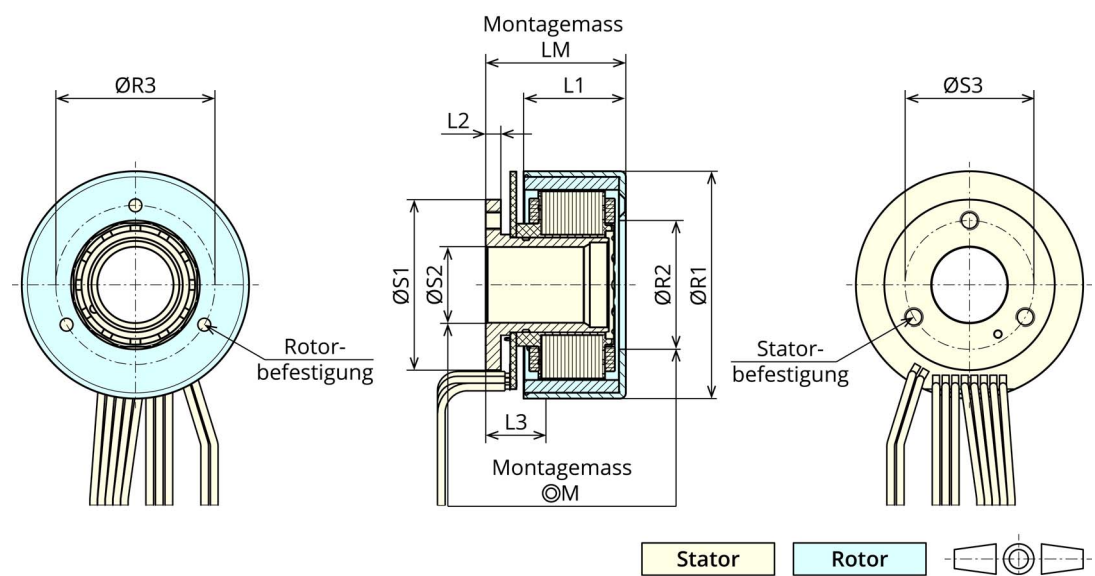 Montagemass
LM
ØR3
L1
ØS3
L2
ØS1
ØS2
ØR2
ØR1
Rotor-
befestigung
Stator-
befestigung
L3
Montagemass
◎M
Stator
Rotor